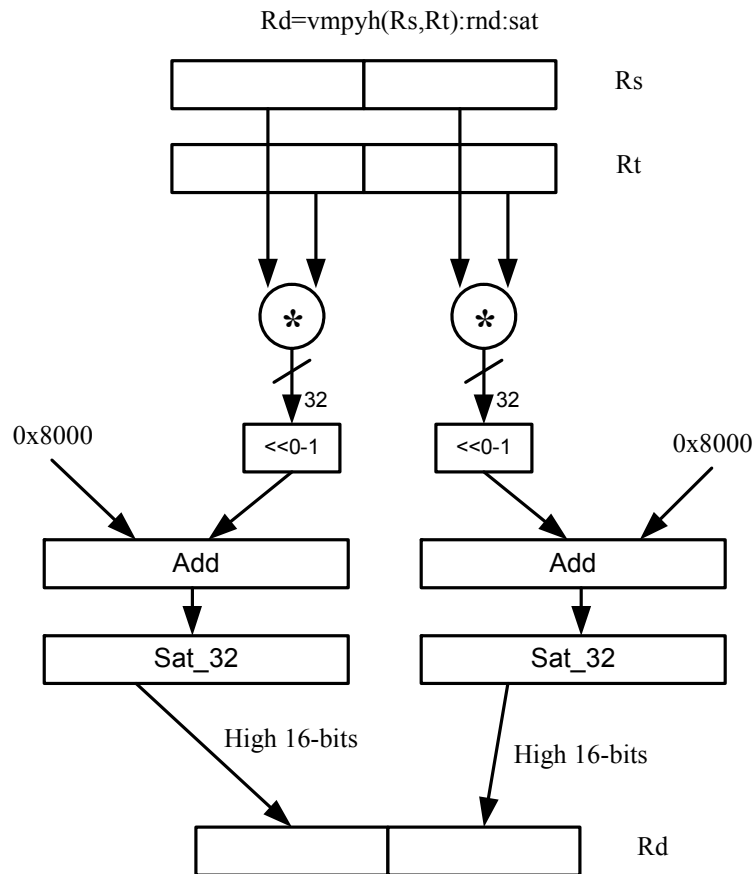 Rd=vmpyh(Rs,Rt):rnd:sat
Rs
Rt
* *
32 32
0x8000 <<0-1 <<0-1 0x8000
Add Add
Sat_32 Sat_32
High 16-bits High 16-bits
Rd